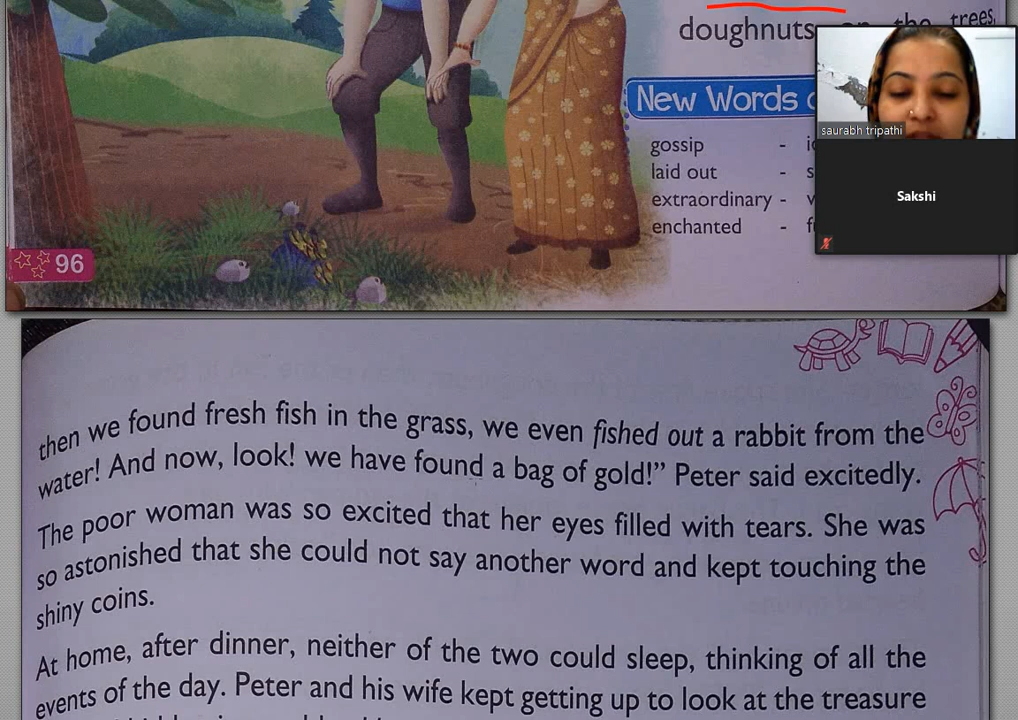 doughnuts on the trees,
New Words
gossip -
laid out -
extraordinary -
enchanted -
saurabh tripathi
Sakshi
96
then we found fresh fish in the grass, we even fished out a rabbit from the
water! And now, look! we have found a bag of gold!” Peter said excitedly.
The poor woman was so excited that her eyes filled with tears. She was
so astonished that she could not say another word and kept touching the
shiny coins.
At home, after dinner, neither of the two could sleep, thinking of all the
events of the day. Peter and his wife kept getting up to look at the treasure